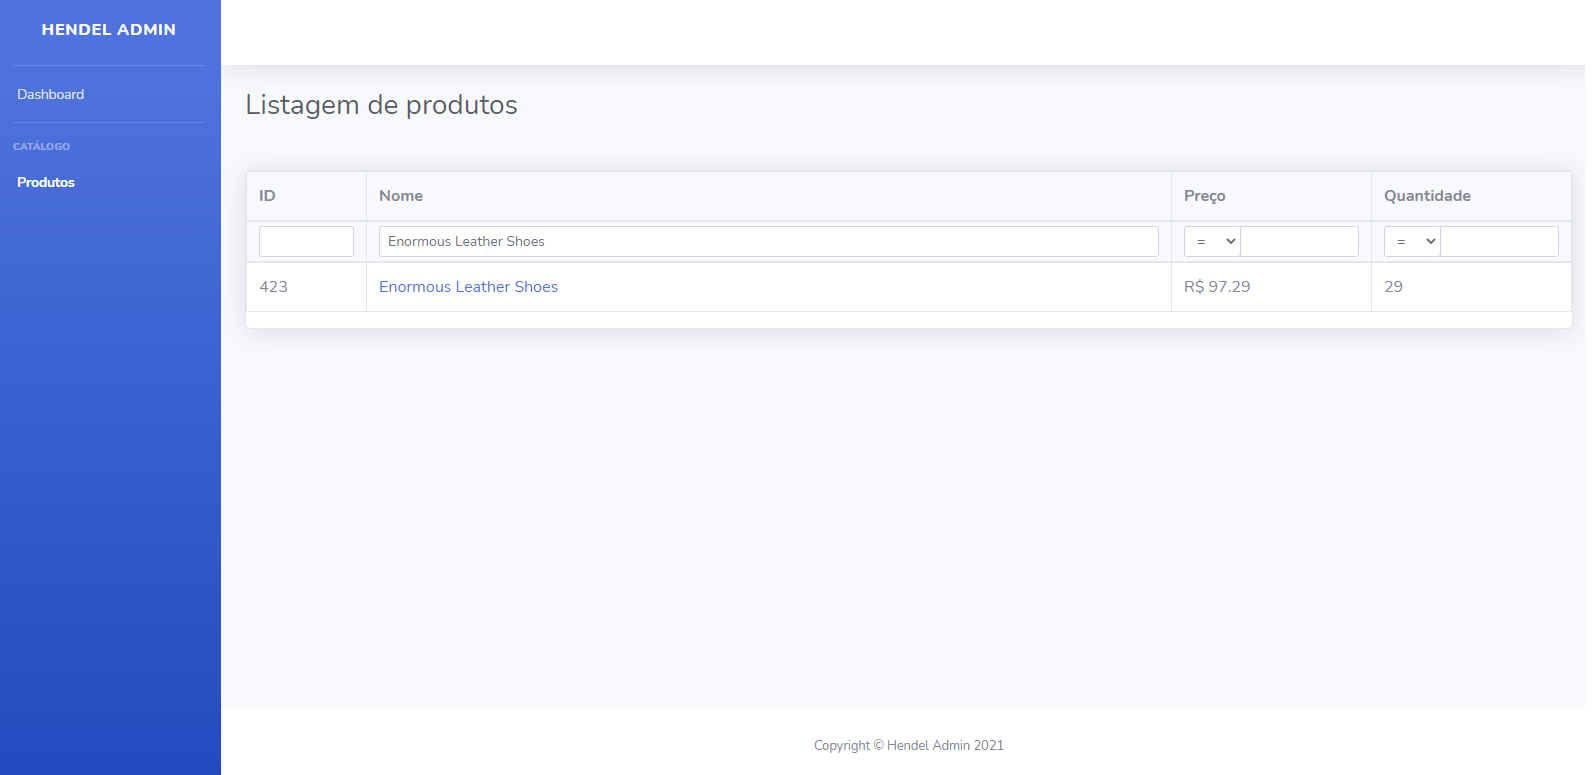 HENDEL ADMIN
Dashboard
CATÁLOGO
Produtos
Listagem de produtos
ID Nome Preço Quantidade
Enormous Leather Shoes = =
423 Enormous Leather Shoes R$ 97.29 29
Copyright © Hendel Admin 2021